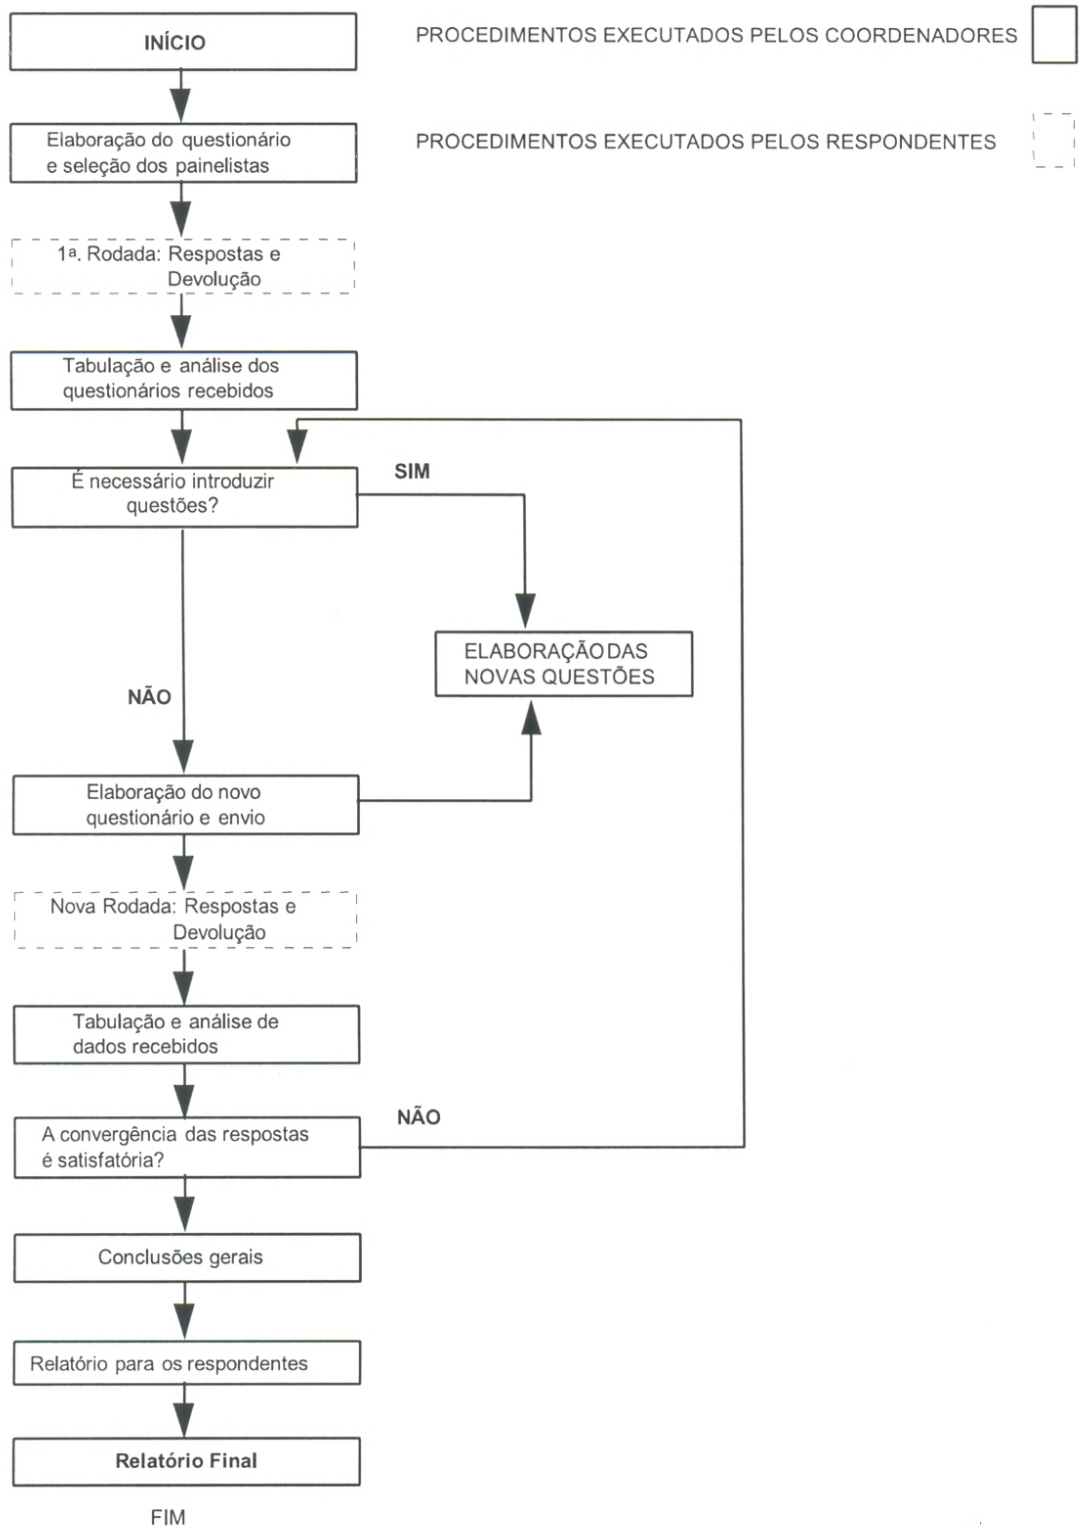 INÍCIO
PROCEDIMENTOS EXECUTADOS PELOS COORDENADORES
Elaboração do questionário
e seleção dos painelistas
PROCEDIMENTOS EXECUTADOS PELOS RESPONDENTES
1ª. Rodada: Respostas e
Devolução
Tabulação e análise dos
questionários recebidos
É necessário introduzir
questões?
SIM
ELABORAÇÃO DAS
NOVAS QUESTÕES
NÃO
Elaboração do novo
questionário e envio
Nova Rodada: Respostas e
Devolução
Tabulação e análise de
dados recebidos
A convergência das respostas
é satisfatória?
NÃO
Conclusões gerais
Relatório para os respondentes
Relatório Final
FIM